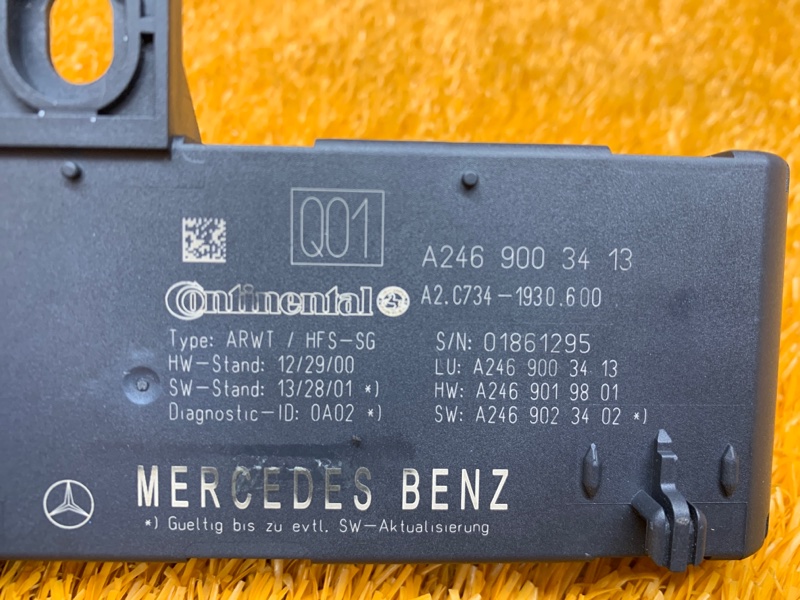 Q01
A246 900 34 13
Continental
A2.C734-1930.600
Type: ARWT / HFS-SG
S/N: 01861295
HW-Stand: 12/29/00
LU: A246 900 34 13
SW-Stand: 13/28/01 *)
HW: A246 901 98 01
Diagnostic-ID: 0A02 *)
SW: A246 902 34 02 *)
MERCEDES BENZ
*) Gueltig bis zu evtl. SW-Aktualisierung